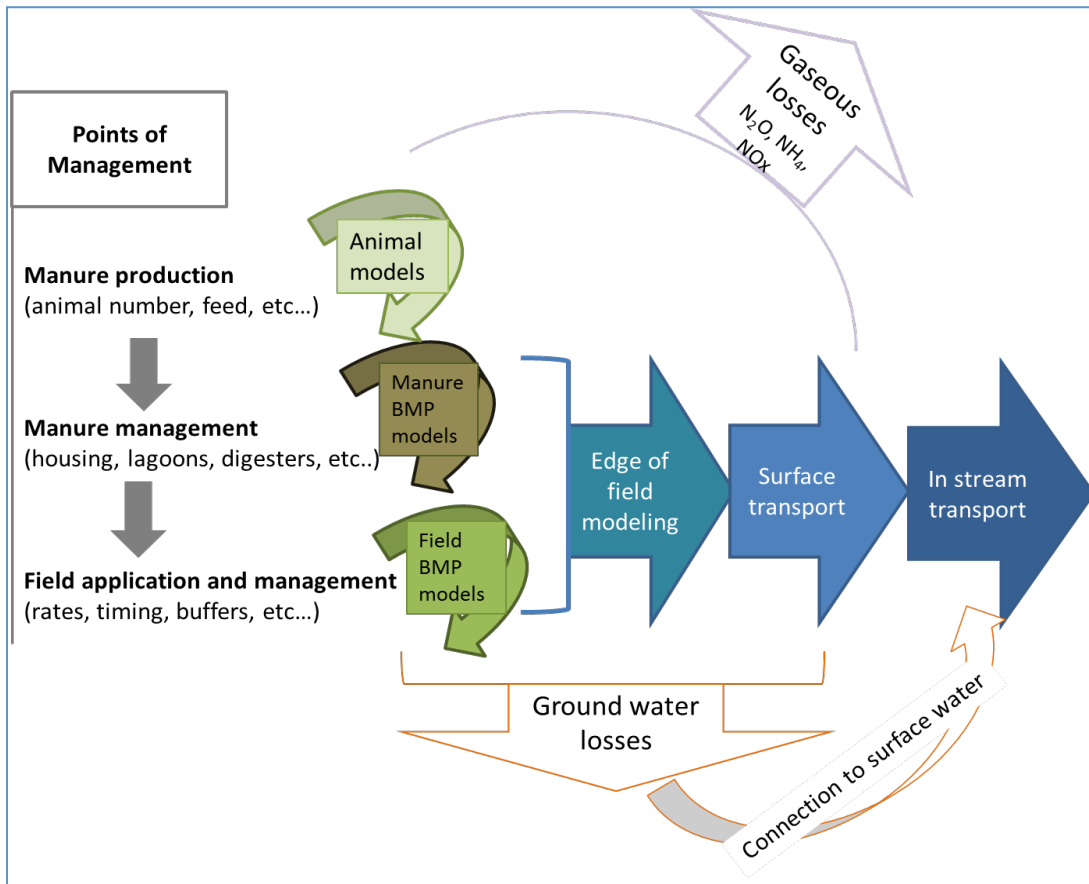 Points of
Management
Manure production
(animal number, feed, etc…)
Manure management
(housing, lagoons, digesters, etc..)
Field application and management
(rates, timing, buffers, etc…)
Animal
models
Manure
BMP
models
Field
BMP
models
Edge of
field
modeling
Surface
transport
In stream
transport
Gaseous
losses
N₂O, NH₄,
NOx
Ground water
losses
Connection to surface water